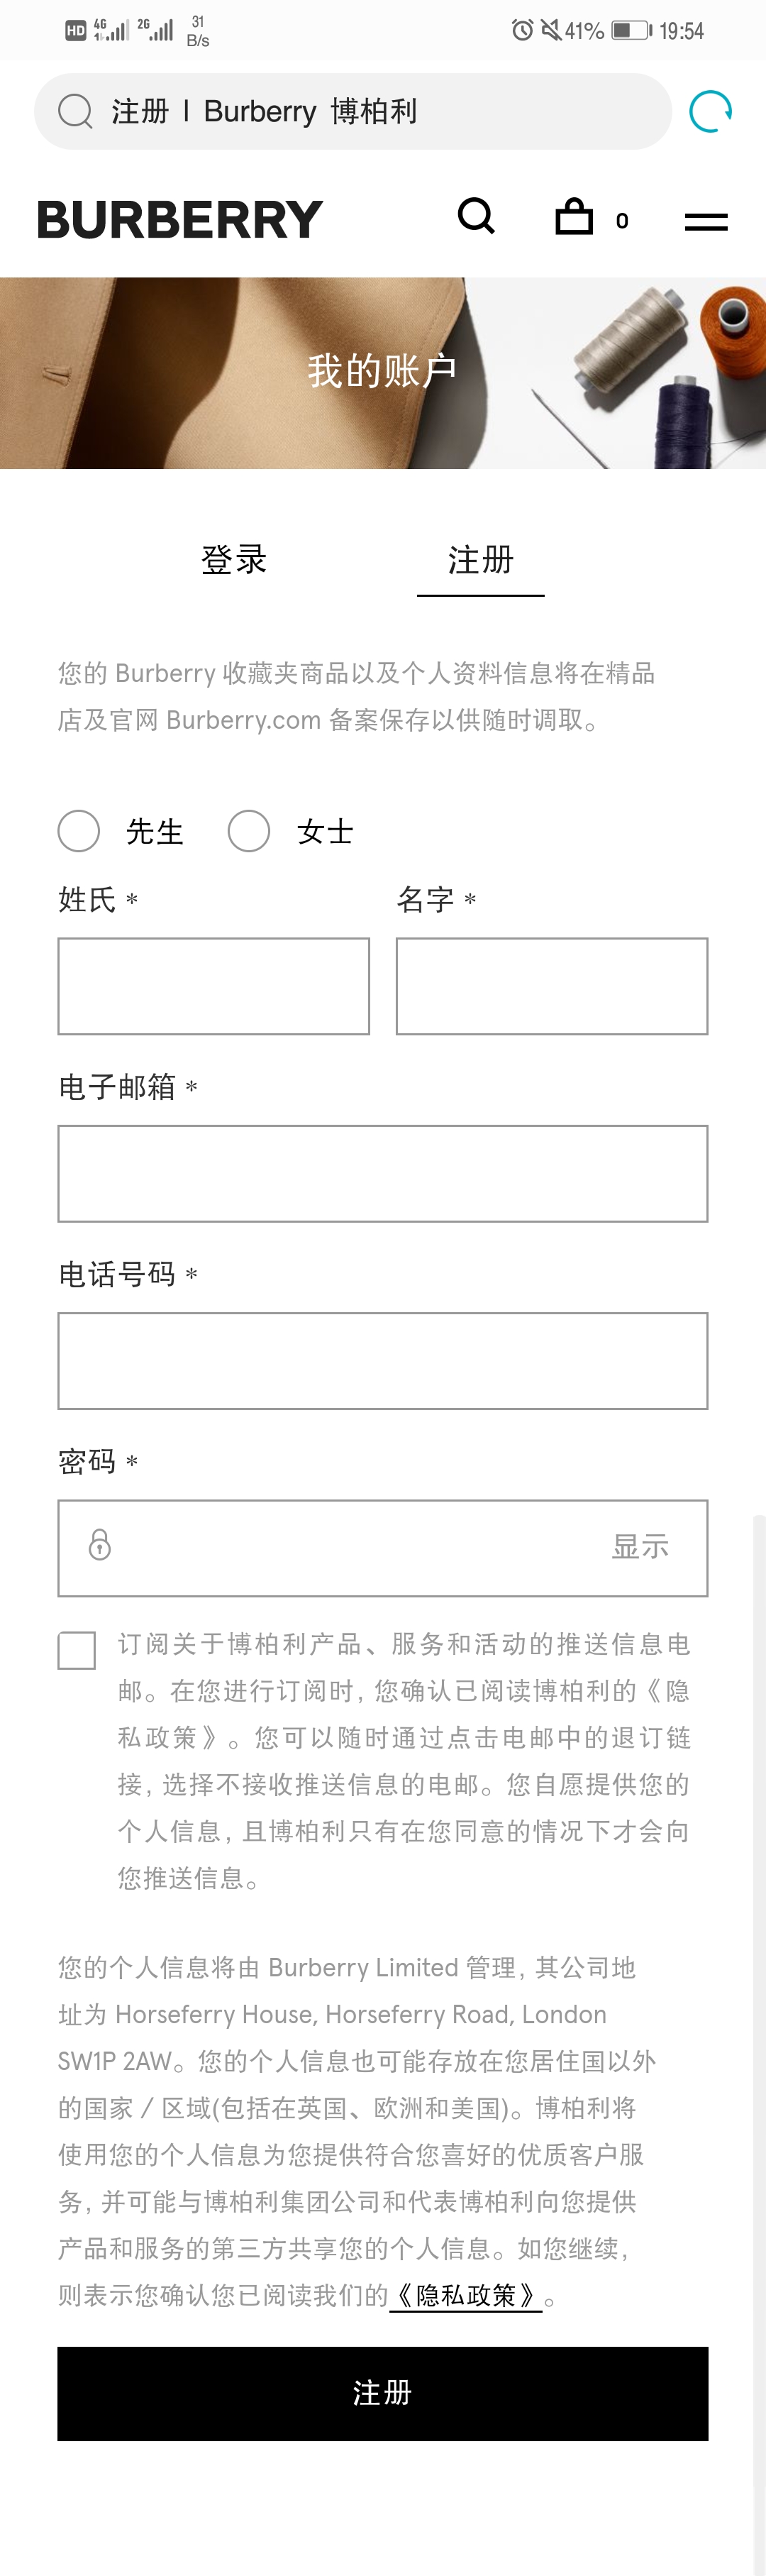 HD 4G 2G 31 B/s 41% 19:54
注册 | Burberry 博柏利
BURBERRY 0
我的账户
登录 注册
您的 Burberry 收藏夹商品以及个人资料信息将在精品
店及官网 Burberry.com 备案保存以供随时调取。
先生 女士
姓氏 * 名字 *
电子邮箱 *
电话号码 *
密码 *
显示
订阅关于博柏利产品、服务和活动的推送信息电
邮。在您进行订阅时, 您确认已阅读博柏利的《隐
私政策》。您可以随时通过点击电邮中的退订链
接, 选择不接收推送信息的电邮。您自愿提供您的
个人信息, 且博柏利只有在您同意的情况下才会向
您推送信息。
您的个人信息将由 Burberry Limited 管理, 其公司地
址为 Horseferry House, Horseferry Road, London
SW1P 2AW。您的个人信息也可能存放在您居住国以外
的国家 / 区域(包括在英国、欧洲和美国)。博柏利将
使用您的个人信息为您提供符合您喜好的优质客户服
务, 并可能与博柏利集团公司和代表博柏利向您提供
产品和服务的第三方共享您的个人信息。如您继续,
则表示您确认您已阅读我们的《隐私政策》。
注册